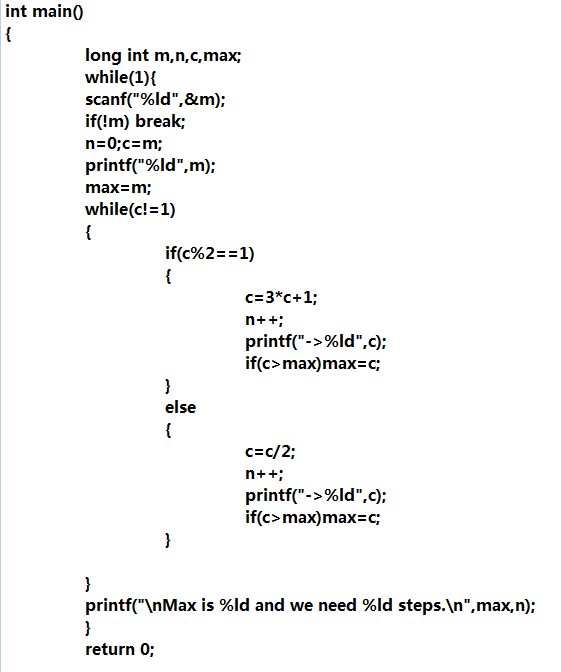 int main()
{
long int m,n,c,max;
while(1){
scanf("%ld",&m);
if(!m) break;
n=0;c=m;
printf("%ld",m);
max=m;
while(c!=1)
{
if(c%2==1)
{
c=3*c+1;
n++;
printf("->%ld",c);
if(c>max)max=c;
}
else
{
c=c/2;
n++;
printf("->%ld",c);
if(c>max)max=c;
}
}
printf("\nMax is %ld and we need %ld steps.\n",max,n);
}
return 0;